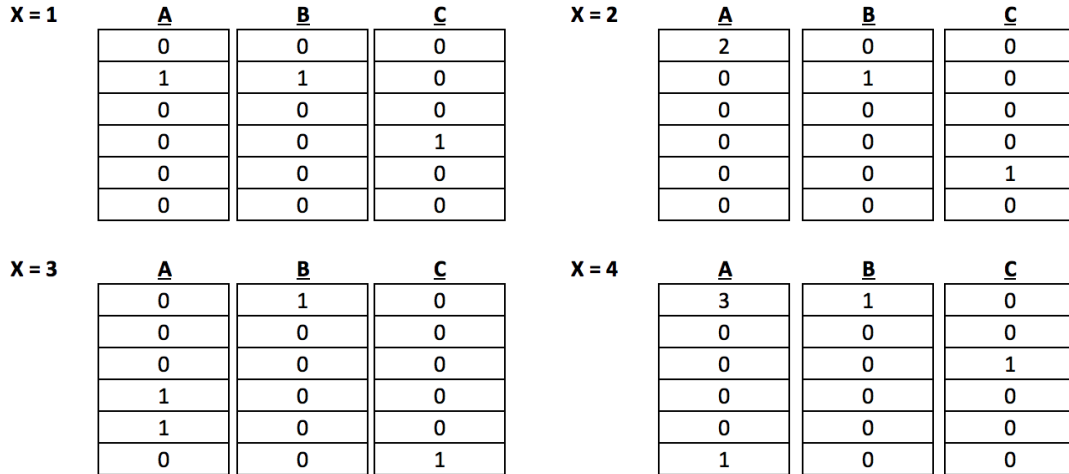 X = 1 A B C X = 2 A B C
0 0 0 2 0 0
1 1 0 0 1 0
0 0 0 0 0 0
0 0 1 0 0 0
0 0 0 0 0 1
0 0 0 0 0 0
X = 3 A B C X = 4 A B C
0 1 0 3 1 0
0 0 0 0 0 0
0 0 0 0 0 1
1 0 0 0 0 0
1 0 0 0 0 0
0 0 1 1 0 0